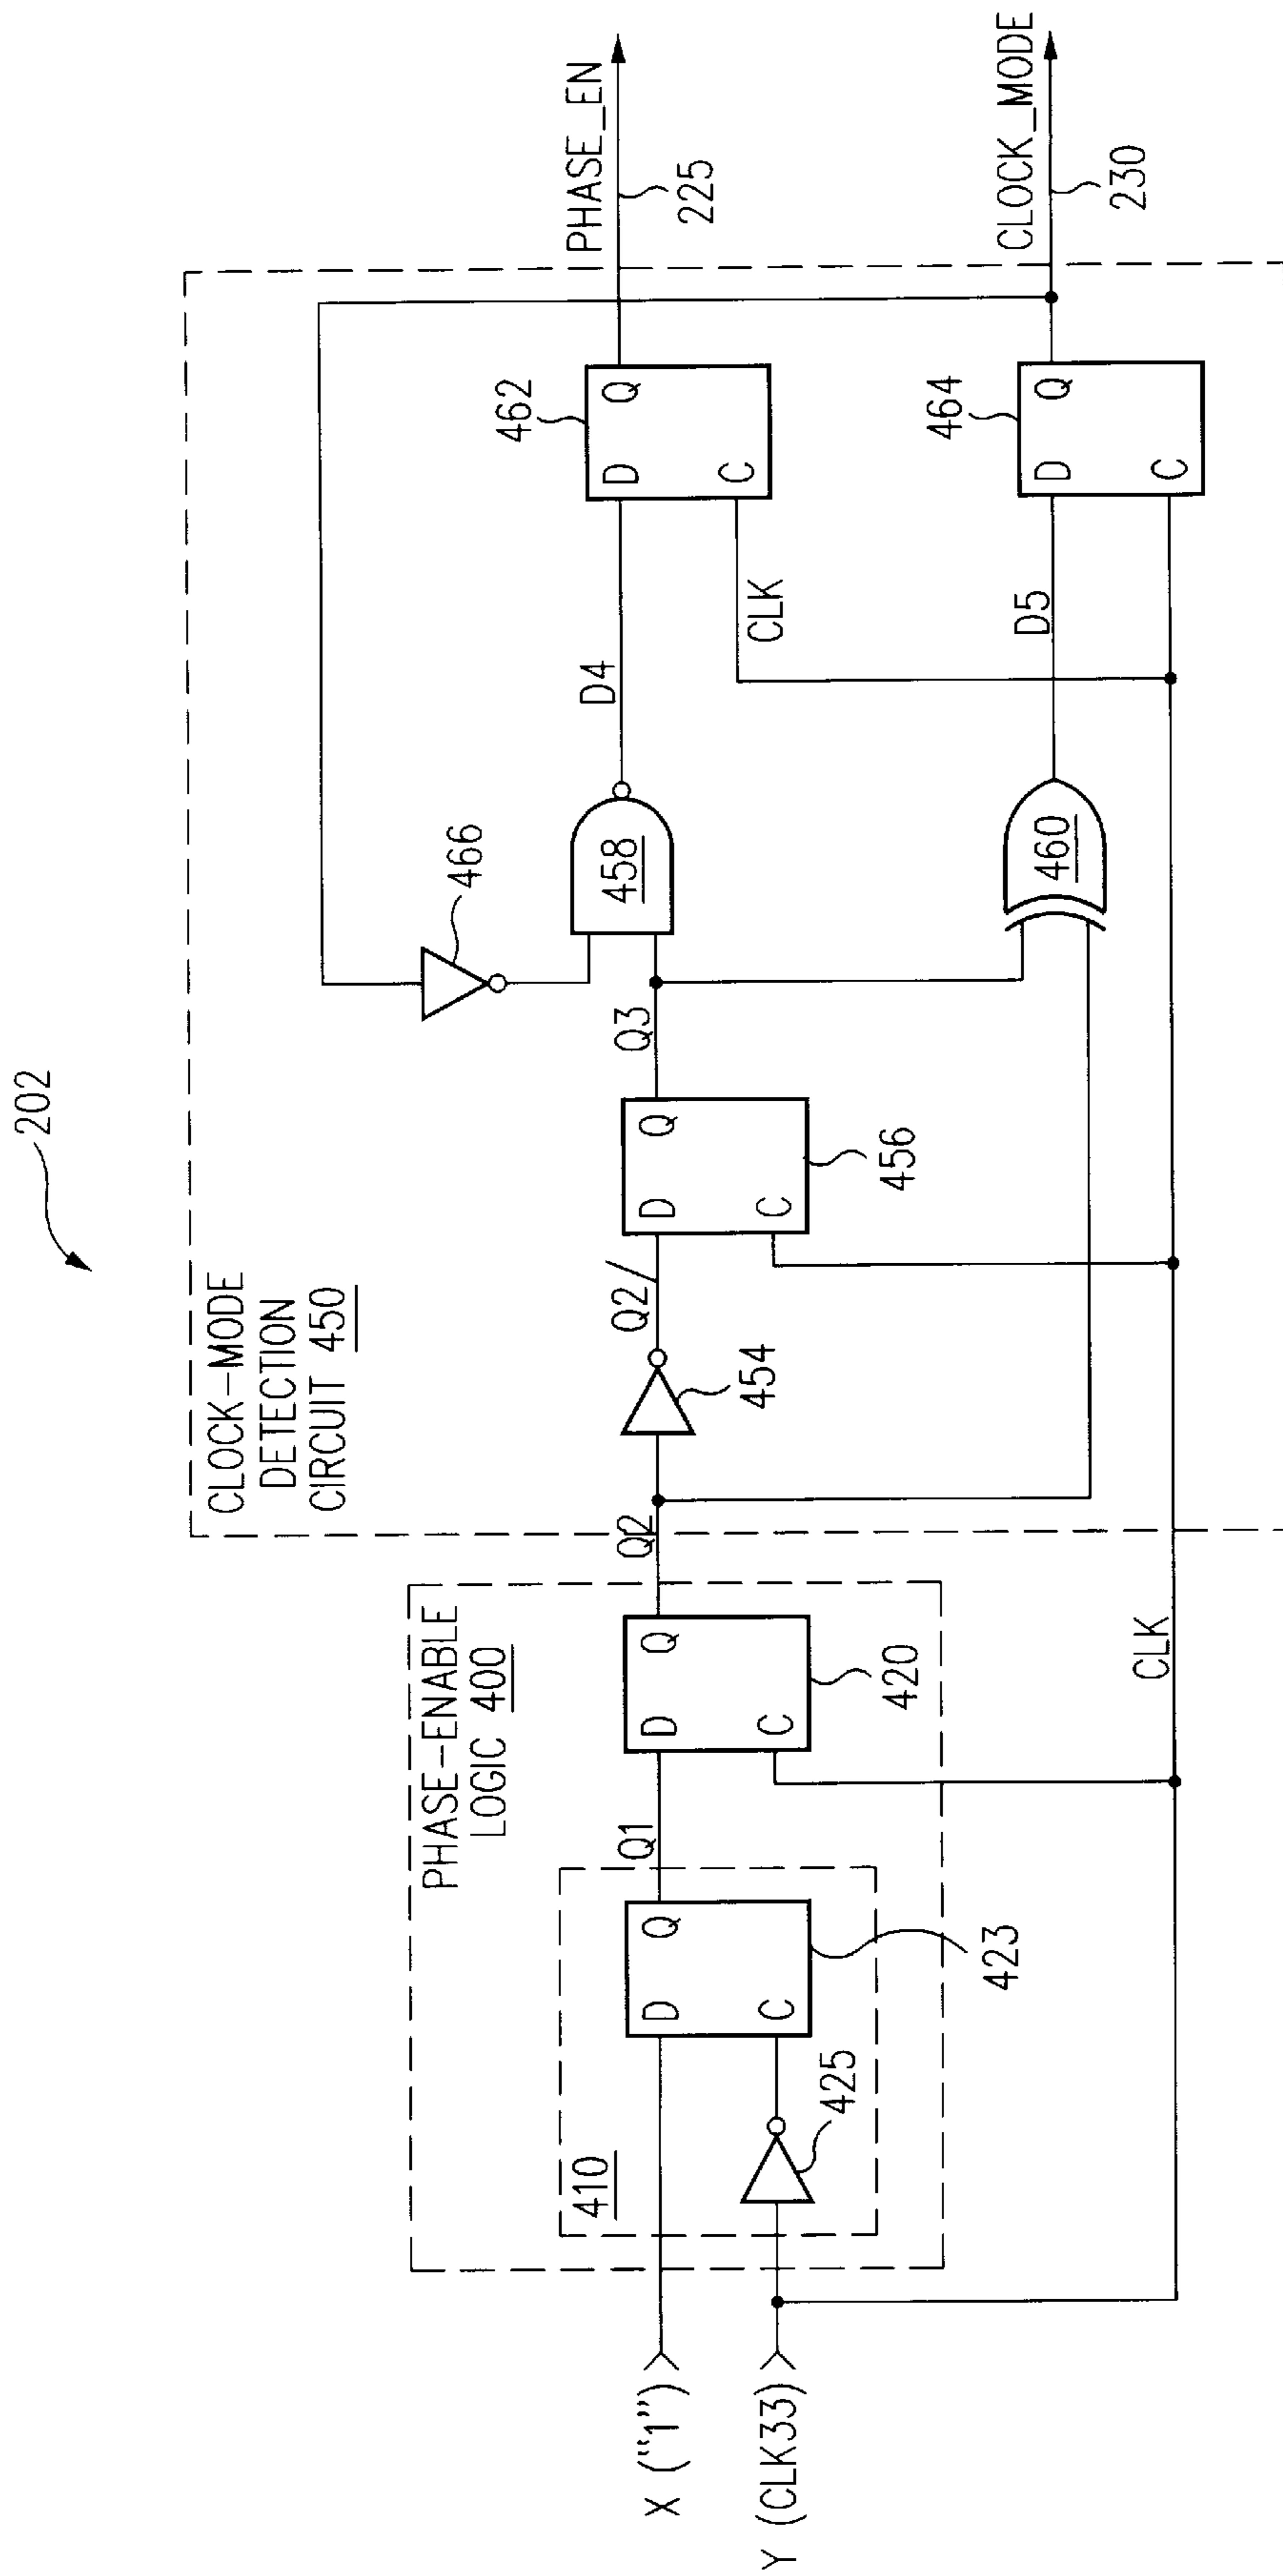 202
CLOCK-MODE
DETECTION
CIRCUIT 450
PHASE-ENABLE
LOGIC 400
410
X ("1")
Y (CLK33)
425
D
C
Q
423
Q1
D
C
Q
420
Q2
454
Q2/
D
C
Q
456
Q3
466
458
460
D4
D5
CLK
CLK
D
C
Q
462
D
C
Q
464
PHASE_EN
225
CLOCK_MODE
230